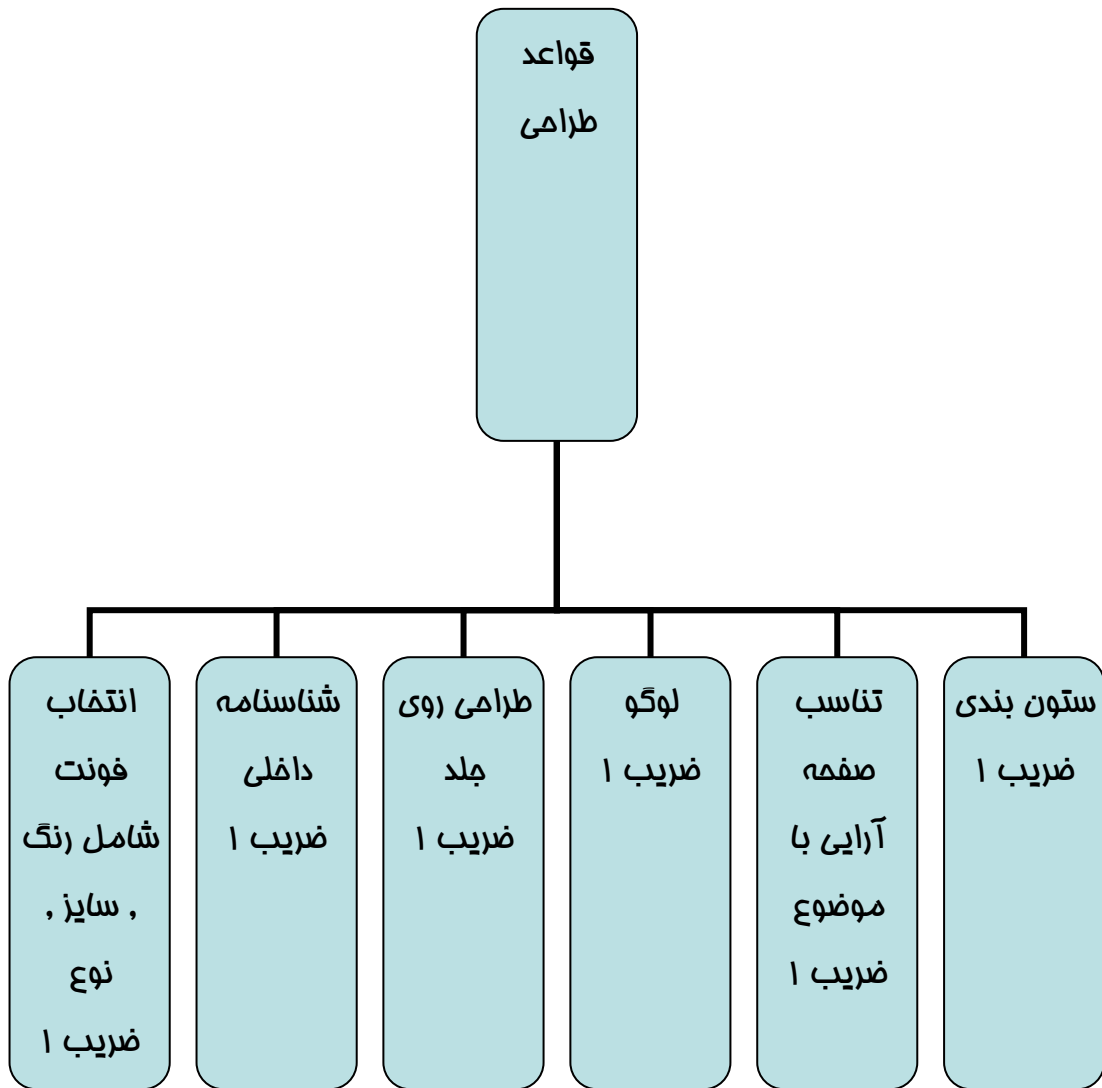 قواعد
طراحی
ستون بندی
ضریب ۱
تناسب
صفحه
آرایی با
موضوع
ضریب ۱
لوگو
ضریب ۱
طراحی روی
جلد
ضریب ۱
شناسنامه
داخلی
ضریب ۱
انتخاب
فونت
شامل رنگ
, سایز ,
نوع
ضریب ۱